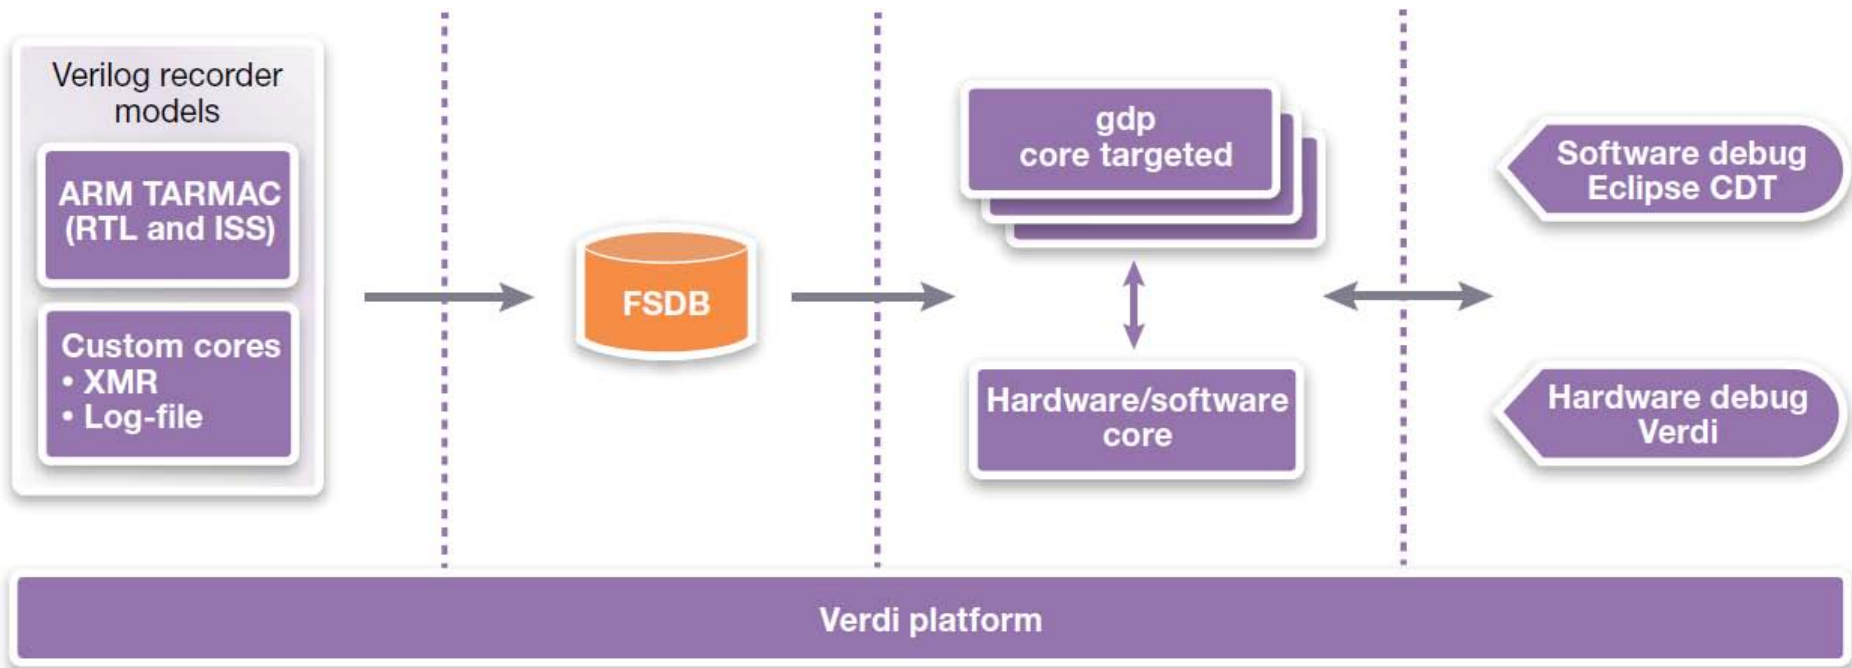 Verilog recorder
models
ARM TARMAC
(RTL and ISS)
Custom cores
• XMR
• Log-file
FSDB
gdp
core targeted
Hardware/software
core
Software debug
Eclipse CDT
Hardware debug
Verdi
Verdi platform